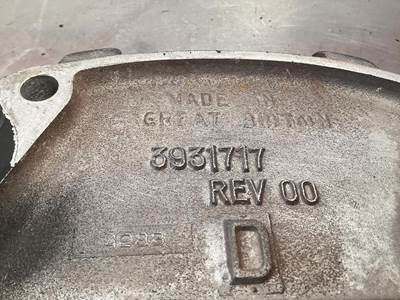 MADE IN
GREAT BRITAIN
3931717
REV 00
D